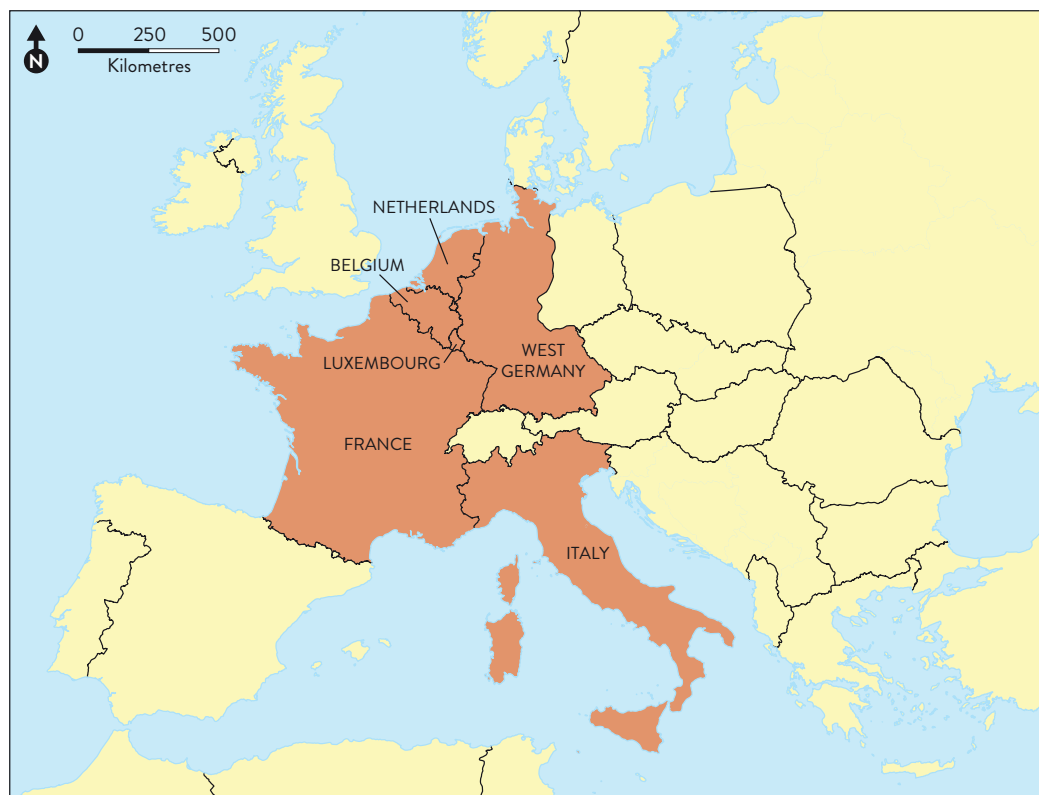 0 250 500
Kilometres
N
NETHERLANDS
BELGIUM
LUXEMBOURG
WEST
GERMANY
FRANCE
ITALY